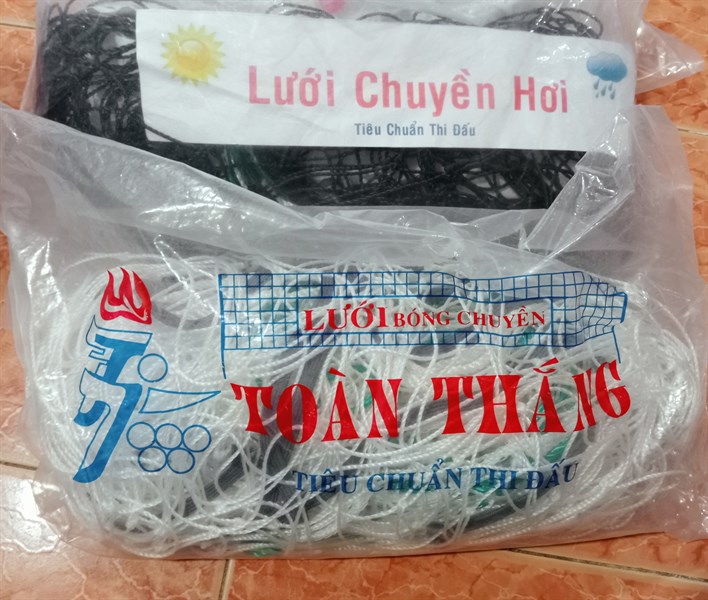 Lưới Chuyền Hơi
Tiêu Chuẩn Thi Đấu
LƯỚI BÓNG CHUYỀN
TOÀN THẮNG
TIÊU CHUẨN THI ĐẤU